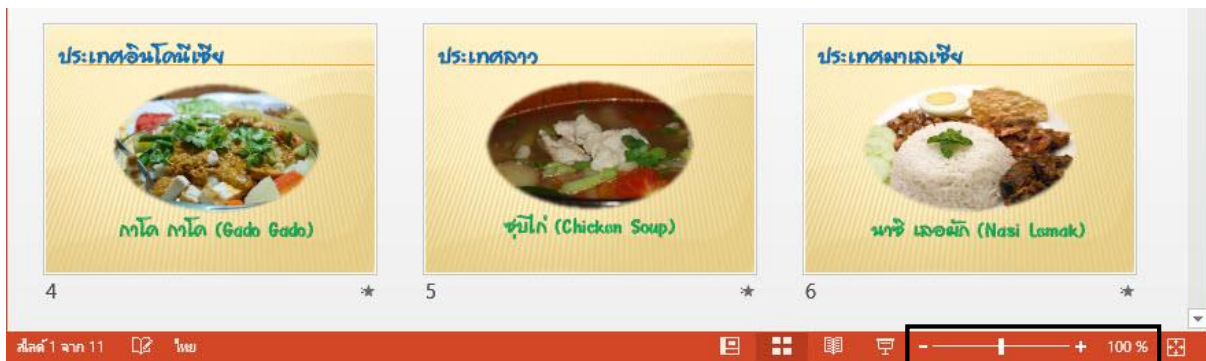 ประเทศอินโดนีเซีย
กาโด กาโด (Gado Gado)
4
ประเทศลาว
ซุปไก่ (Chicken Soup)
5
ประเทศมาเลเซีย
นาซิ เลอมัก (Nasi Lemak)
6
สไลด์ 1 จาก 11 ไทย
- + 100 %